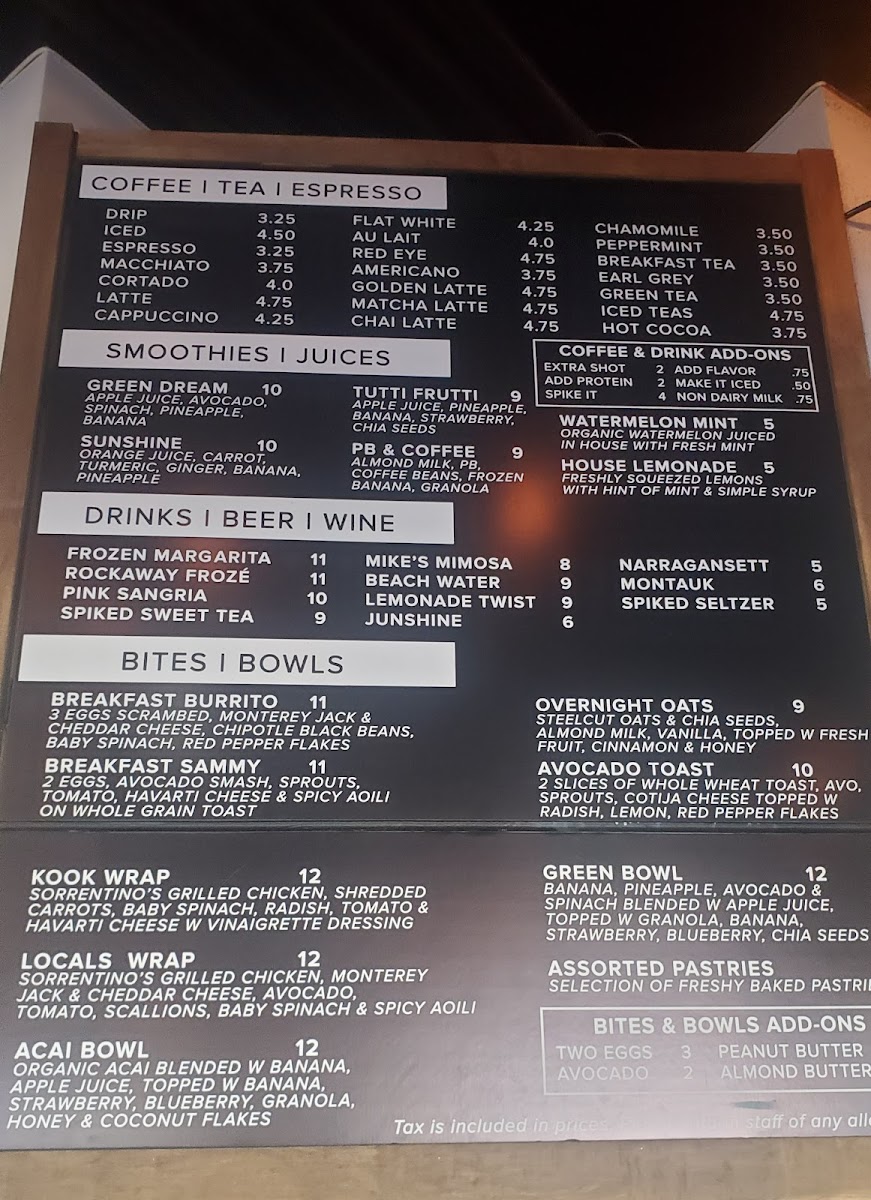 COFFEE | TEA | ESPRESSO
DRIP 3.25
ICED 4.50
ESPRESSO 3.25
MACCHIATO 3.75
CORTADO 4.0
LATTE 4.75
CAPPUCCINO 4.25
FLAT WHITE 4.25
AU LAIT 4.0
RED EYE 4.75
AMERICANO 3.75
GOLDEN LATTE 4.75
MATCHA LATTE 4.75
CHAI LATTE 4.75
CHAMOMILE 3.50
PEPPERMINT 3.50
BREAKFAST TEA 3.50
EARL GREY 3.50
GREEN TEA 3.50
ICED TEAS 4.75
HOT COCOA 3.75
COFFEE & DRINK ADD-ONS
EXTRA SHOT 2 ADD FLAVOR .75
ADD PROTEIN 2 MAKE IT ICED .50
SPIKE IT 4 NON DAIRY MILK .75
SMOOTHIES | JUICES
GREEN DREAM 10
APPLE JUICE, AVOCADO,
SPINACH, PINEAPPLE,
BANANA
SUNSHINE 10
ORANGE JUICE, CARROT,
TURMERIC, GINGER, BANANA,
PINEAPPLE
TUTTI FRUTTI 9
APPLE JUICE, PINEAPPLE,
BANANA, STRAWBERRY,
CHIA SEEDS
PB & COFFEE 9
ALMOND MILK, PB,
COFFEE BEANS, FROZEN
BANANA, GRANOLA
WATERMELON MINT 5
ORGANIC WATERMELON JUICED
IN HOUSE WITH FRESH MINT
HOUSE LEMONADE 5
FRESHLY SQUEEZED LEMONS
WITH HINT OF MINT & SIMPLE SYRUP
DRINKS | BEER | WINE
FROZEN MARGARITA 11
ROCKAWAY FROZÉ 11
PINK SANGRIA 10
SPIKED SWEET TEA 9
MIKE'S MIMOSA 8
BEACH WATER 9
LEMONADE TWIST 9
JUNSHINE 6
NARRAGANSETT 5
MONTAUK 6
SPIKED SELTZER 5
BITES | BOWLS
BREAKFAST BURRITO 11
3 EGGS SCRAMBED, MONTEREY JACK &
CHEDDAR CHEESE, CHIPOTLE BLACK BEANS,
BABY SPINACH, RED PEPPER FLAKES
BREAKFAST SAMMY 11
2 EGGS, AVOCADO SMASH, SPROUTS,
TOMATO, HAVARTI CHEESE & SPICY AOILI
ON WHOLE GRAIN TOAST
OVERNIGHT OATS 9
STEELCUT OATS & CHIA SEEDS,
ALMOND MILK, VANILLA, TOPPED W FRESH
FRUIT, CINNAMON & HONEY
AVOCADO TOAST 10
2 SLICES OF WHOLE WHEAT TOAST, AVO,
SPROUTS, COTIJA CHEESE TOPPED W
RADISH, LEMON, RED PEPPER FLAKES
KOOK WRAP 12
SORRENTINO'S GRILLED CHICKEN, SHREDDED
CARROTS, BABY SPINACH, RADISH, TOMATO &
HAVARTI CHEESE W VINAIGRETTE DRESSING
LOCALS WRAP 12
SORRENTINO'S GRILLED CHICKEN, MONTEREY
JACK & CHEDDAR CHEESE, AVOCADO,
TOMATO, SCALLIONS, BABY SPINACH & SPICY AOILI
ACAI BOWL 12
ORGANIC ACAI BLENDED W BANANA,
APPLE JUICE, TOPPED W BANANA,
STRAWBERRY, BLUEBERRY, GRANOLA,
HONEY & COCONUT FLAKES
GREEN BOWL 12
BANANA, PINEAPPLE, AVOCADO &
SPINACH BLENDED W APPLE JUICE,
TOPPED W GRANOLA, BANANA,
STRAWBERRY, BLUEBERRY, CHIA SEEDS
ASSORTED PASTRIES
SELECTION OF FRESHY BAKED PASTRI
BITES & BOWLS ADD-ONS
TWO EGGS 3 PEANUT BUTTER
AVOCADO 2 ALMOND BUTTER
Tax is included in prices. staff of any